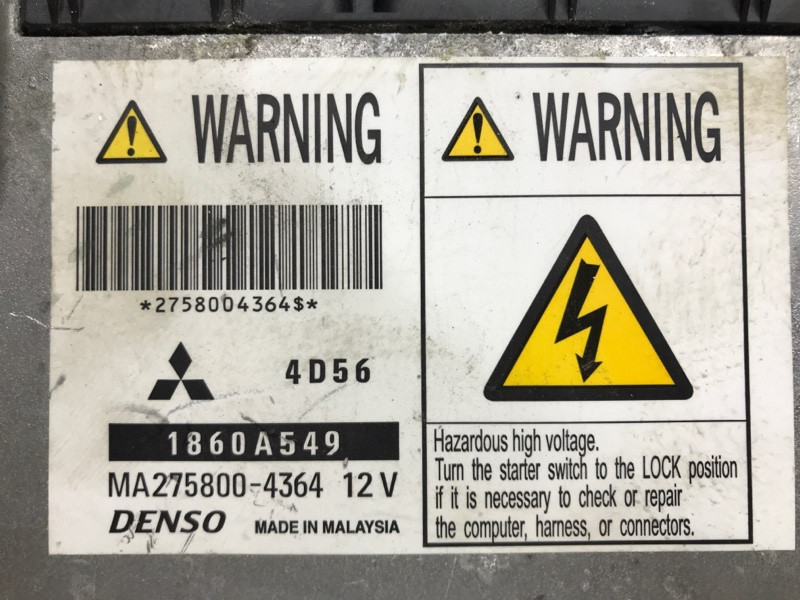 WARNING
*2758004364$*
4D56
1860A549
MA275800-4364 12V
DENSO MADE IN MALAYSIA
WARNING
Hazardous high voltage.
Turn the starter switch to the LOCK position
if it is necessary to check or repair
the computer, harness, or connectors.